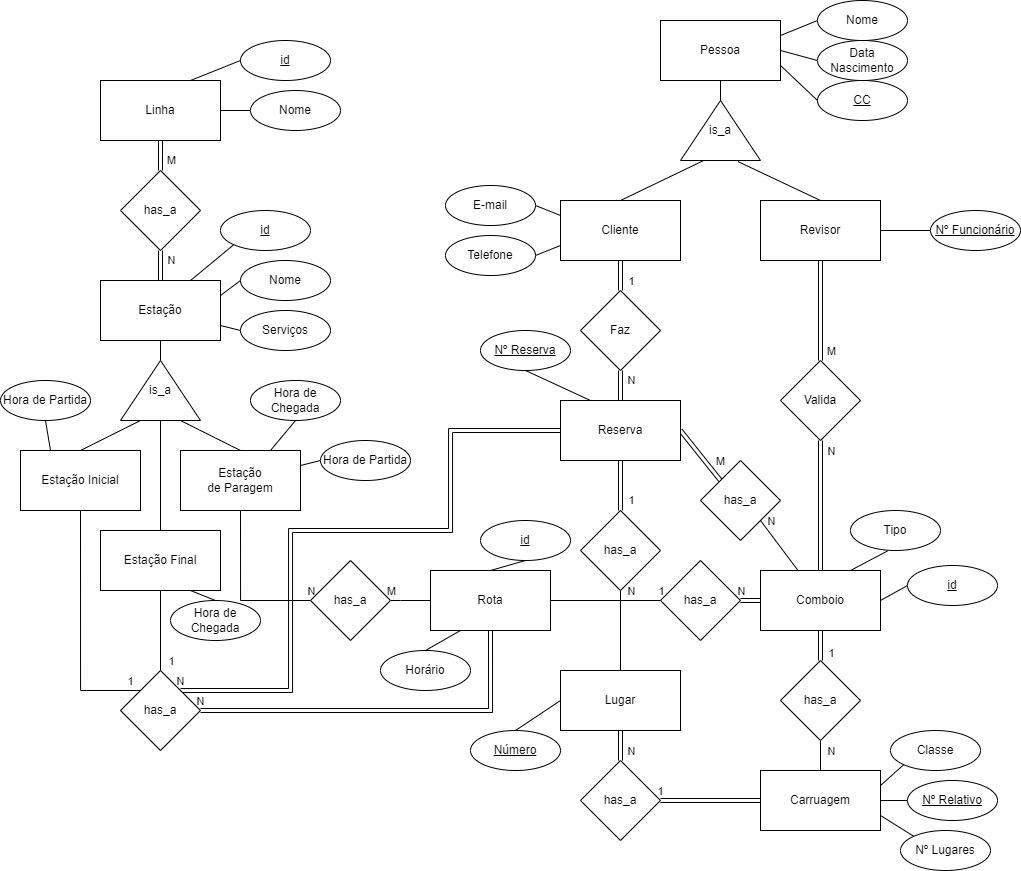 Nome
Pessoa
Data
Nascimento
id
CC
Linha
Nome
is_a
M
has_a
E-mail
id
Cliente
Revisor
Nº Funcionário
Telefone
N
Nome
1
Estação
Serviços
Faz
Nº Reserva
M
is_a
N
Hora de Partida
Hora de
Chegada
Valida
Reserva
N
Hora de Partida
M
Estação Inicial
Estação
de Paragem
1
has_a
N
Tipo
id
has_a
Estação Final
id
N
M
N
1
N
has_a
Rota
has_a
Comboio
Hora de
Chegada
1
1
Horário
1
N
N
has_a
Lugar
has_a
Número
N
N
Classe
1
has_a
Carruagem
Nº Relativo
Nº Lugares